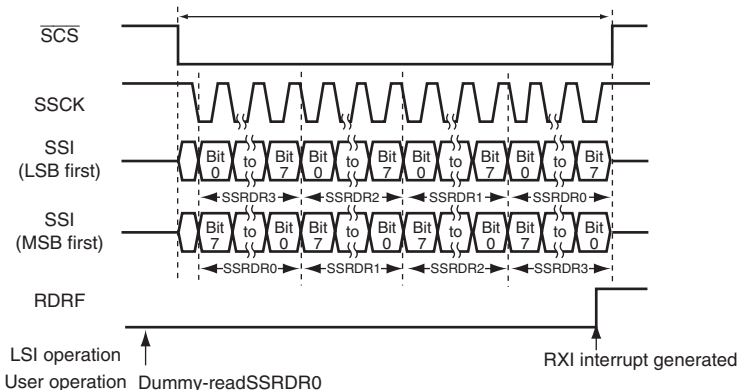 SCS
SSCK
SSI
(LSB first)
Bit 0 to Bit 7 Bit 0 to Bit 7 Bit 0 to Bit 7 Bit 0 to Bit 7
SSRDR3 SSRDR2 SSRDR1 SSRDR0
SSI
(MSB first)
Bit 7 to Bit 0 Bit 7 to Bit 0 Bit 7 to Bit 0 Bit 7 to Bit 0
SSRDR0 SSRDR1 SSRDR2 SSRDR3
RDRF
LSI operation
RXI interrupt generated
User operation Dummy-readSSRDR0